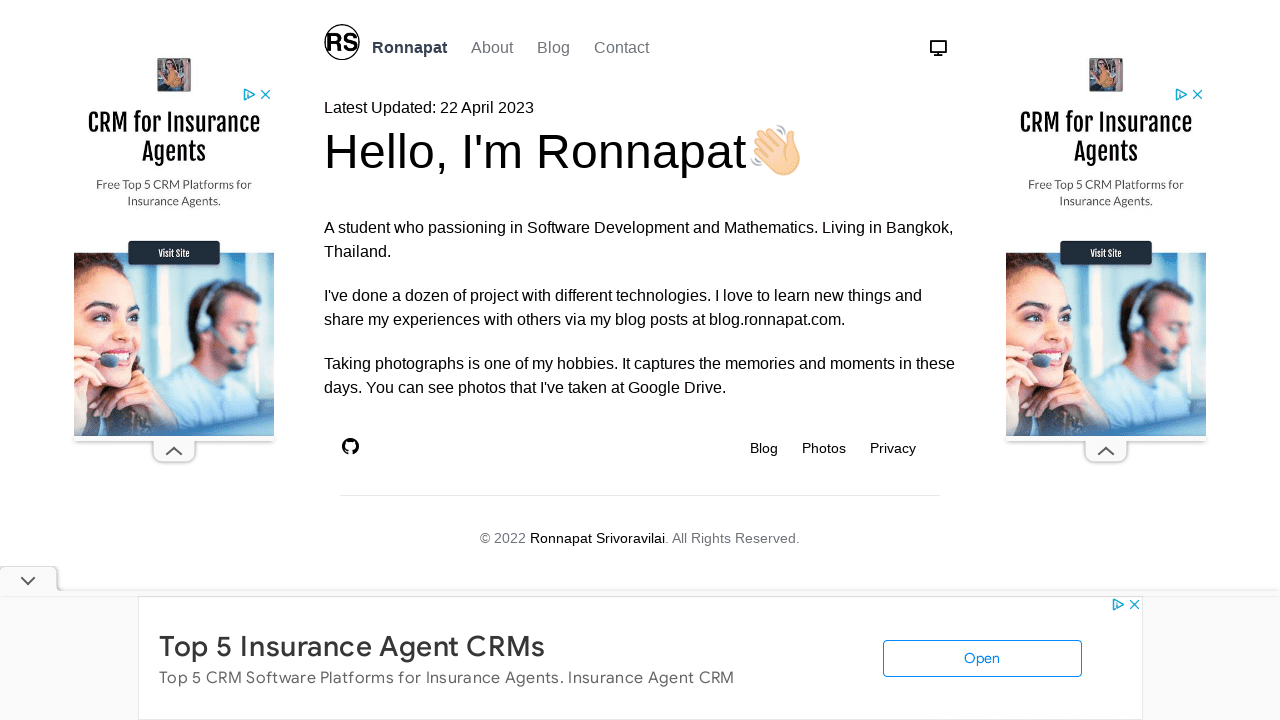 RS
Ronnapat About Blog Contact
Latest Updated: 22 April 2023
Hello, I'm Ronnapat👋🏼
A student who passioning in Software Development and Mathematics. Living in Bangkok,
Thailand.
I've done a dozen of project with different technologies. I love to learn new things and
share my experiences with others via my blog posts at blog.ronnapat.com.
Taking photographs is one of my hobbies. It captures the memories and moments in these
days. You can see photos that I've taken at Google Drive.
Blog Photos Privacy
© 2022 Ronnapat Srivoravilai. All Rights Reserved.
CRM for Insurance
Agents
Free Top 5 CRM Platforms for
Insurance Agents.
Visit Site
CRM for Insurance
Agents
Free Top 5 CRM Platforms for
Insurance Agents.
Visit Site
Top 5 Insurance Agent CRMs
Top 5 CRM Software Platforms for Insurance Agents. Insurance Agent CRM
Open